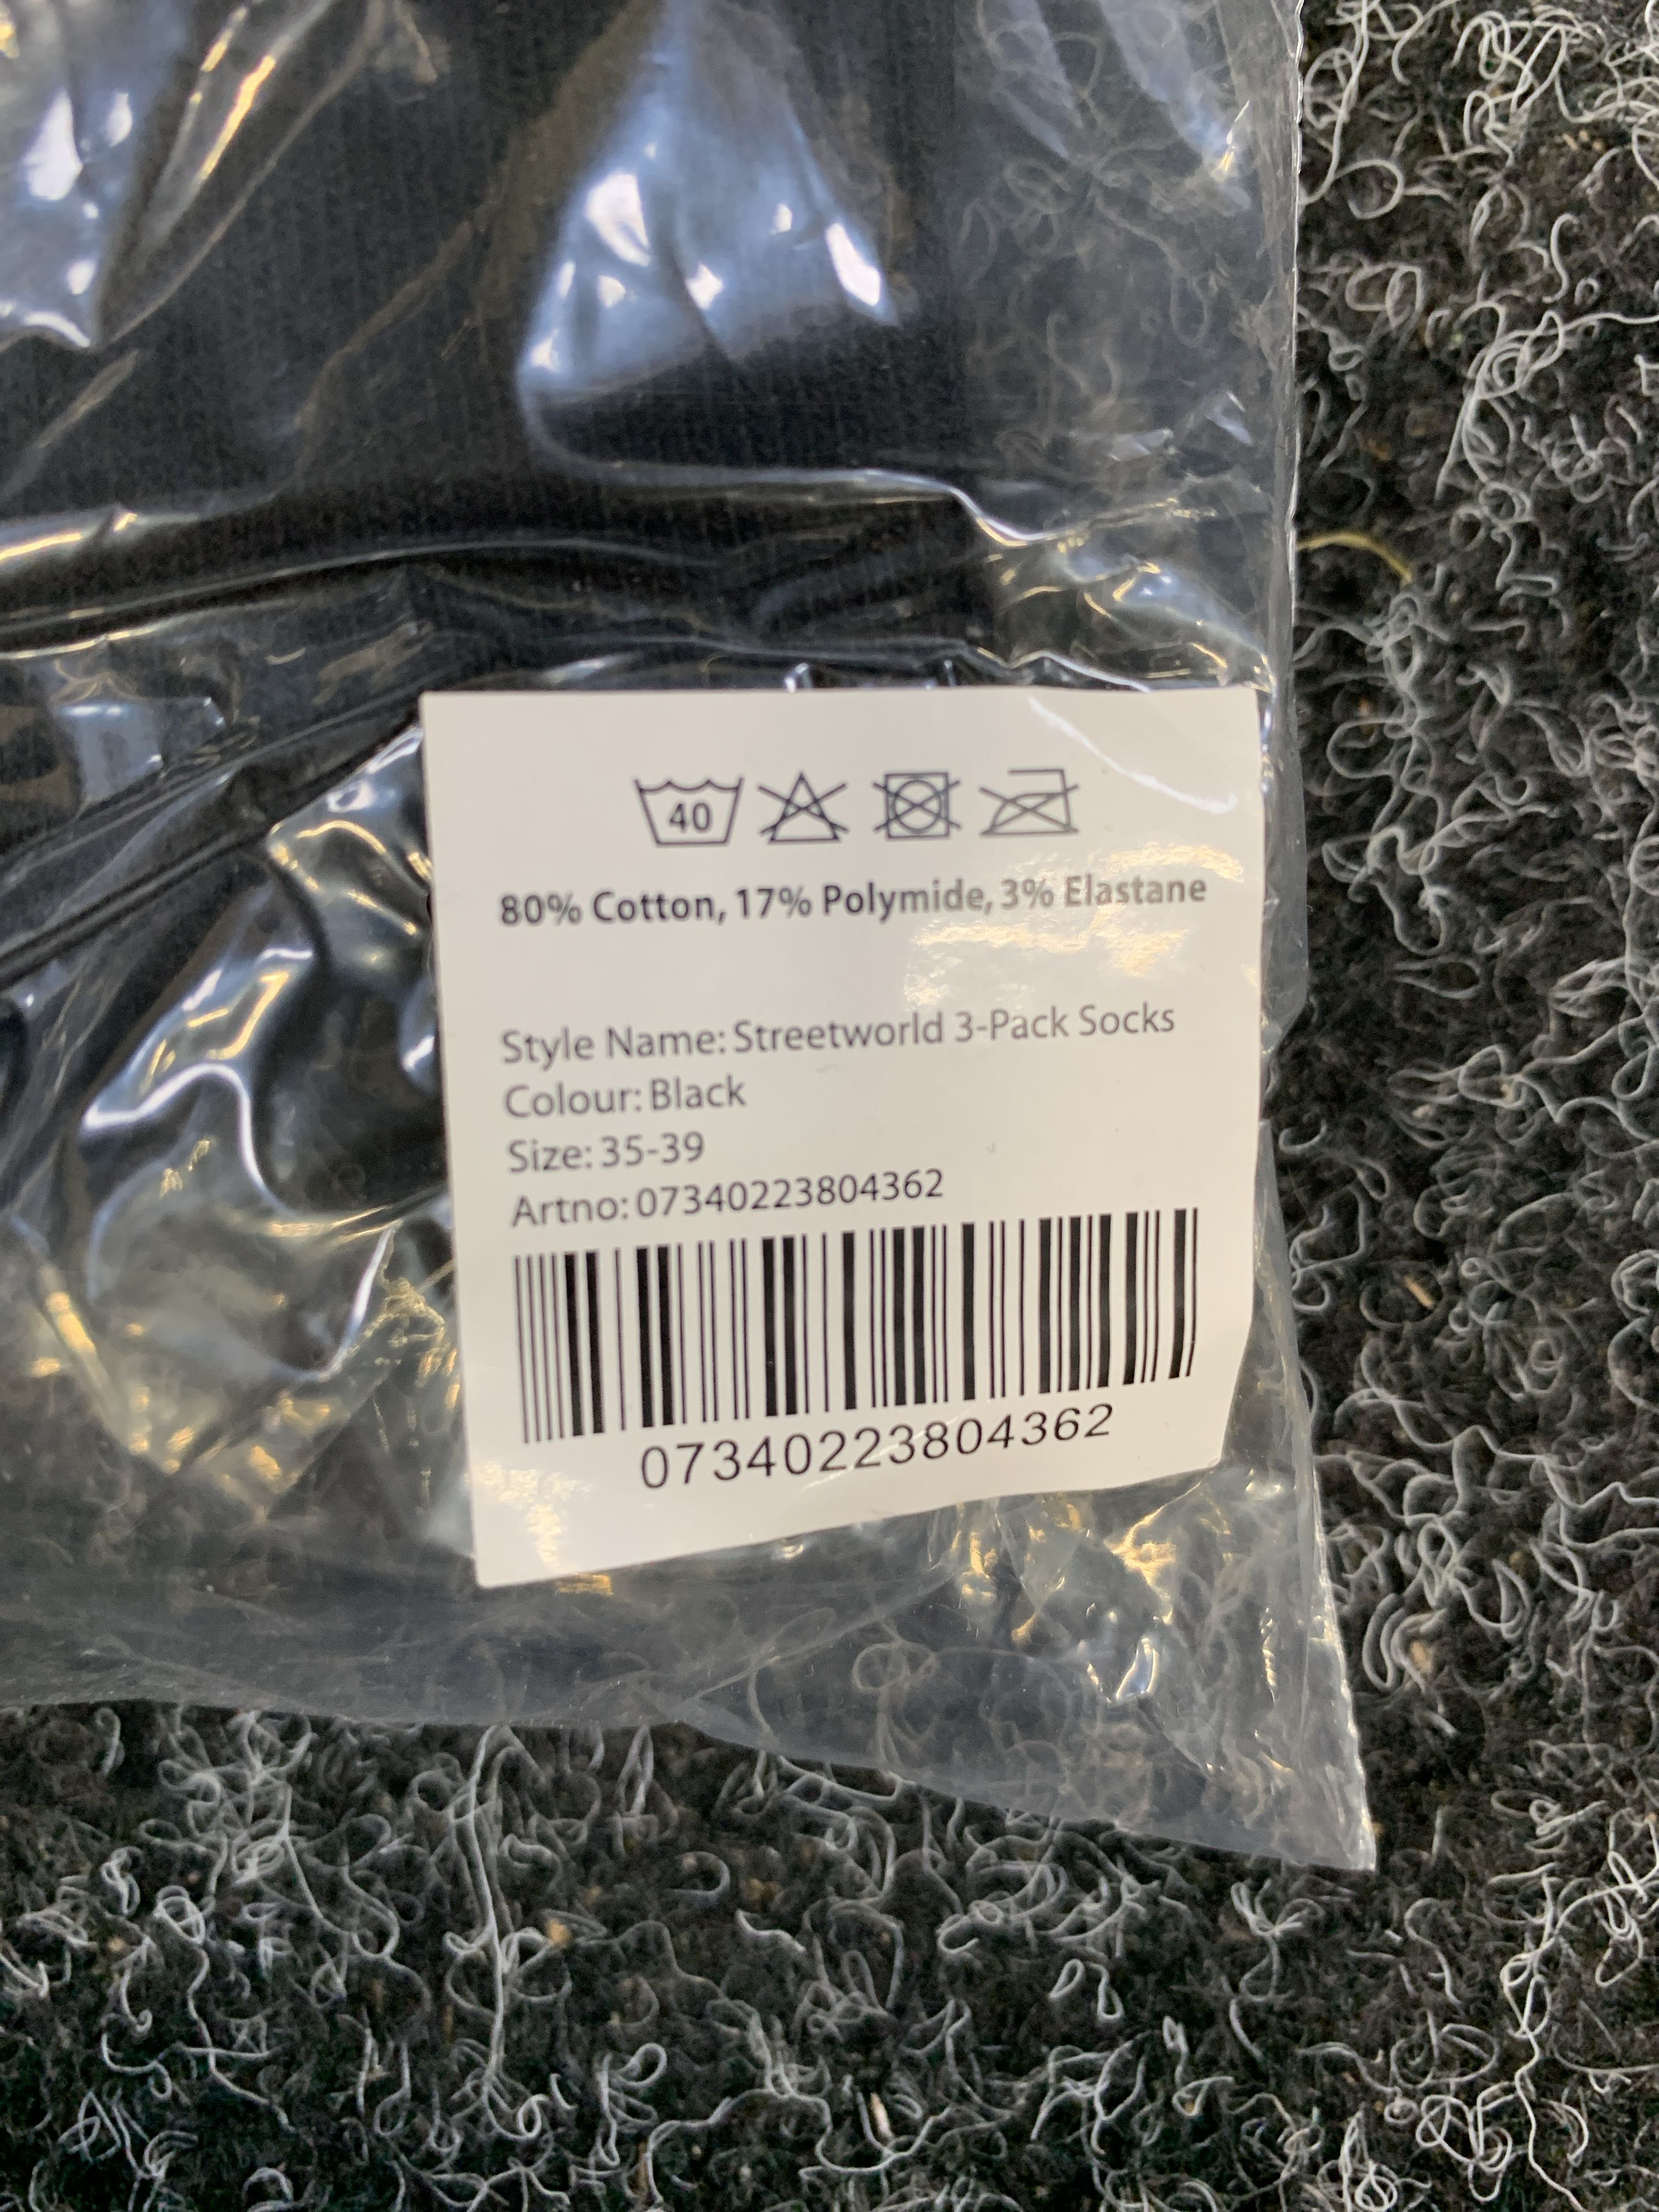 40
80% Cotton, 17% Polymide, 3% Elastane
Style Name: Streetworld 3-Pack Socks
Colour: Black
Size: 35-39
Artno: 07340223804362
07340223804362